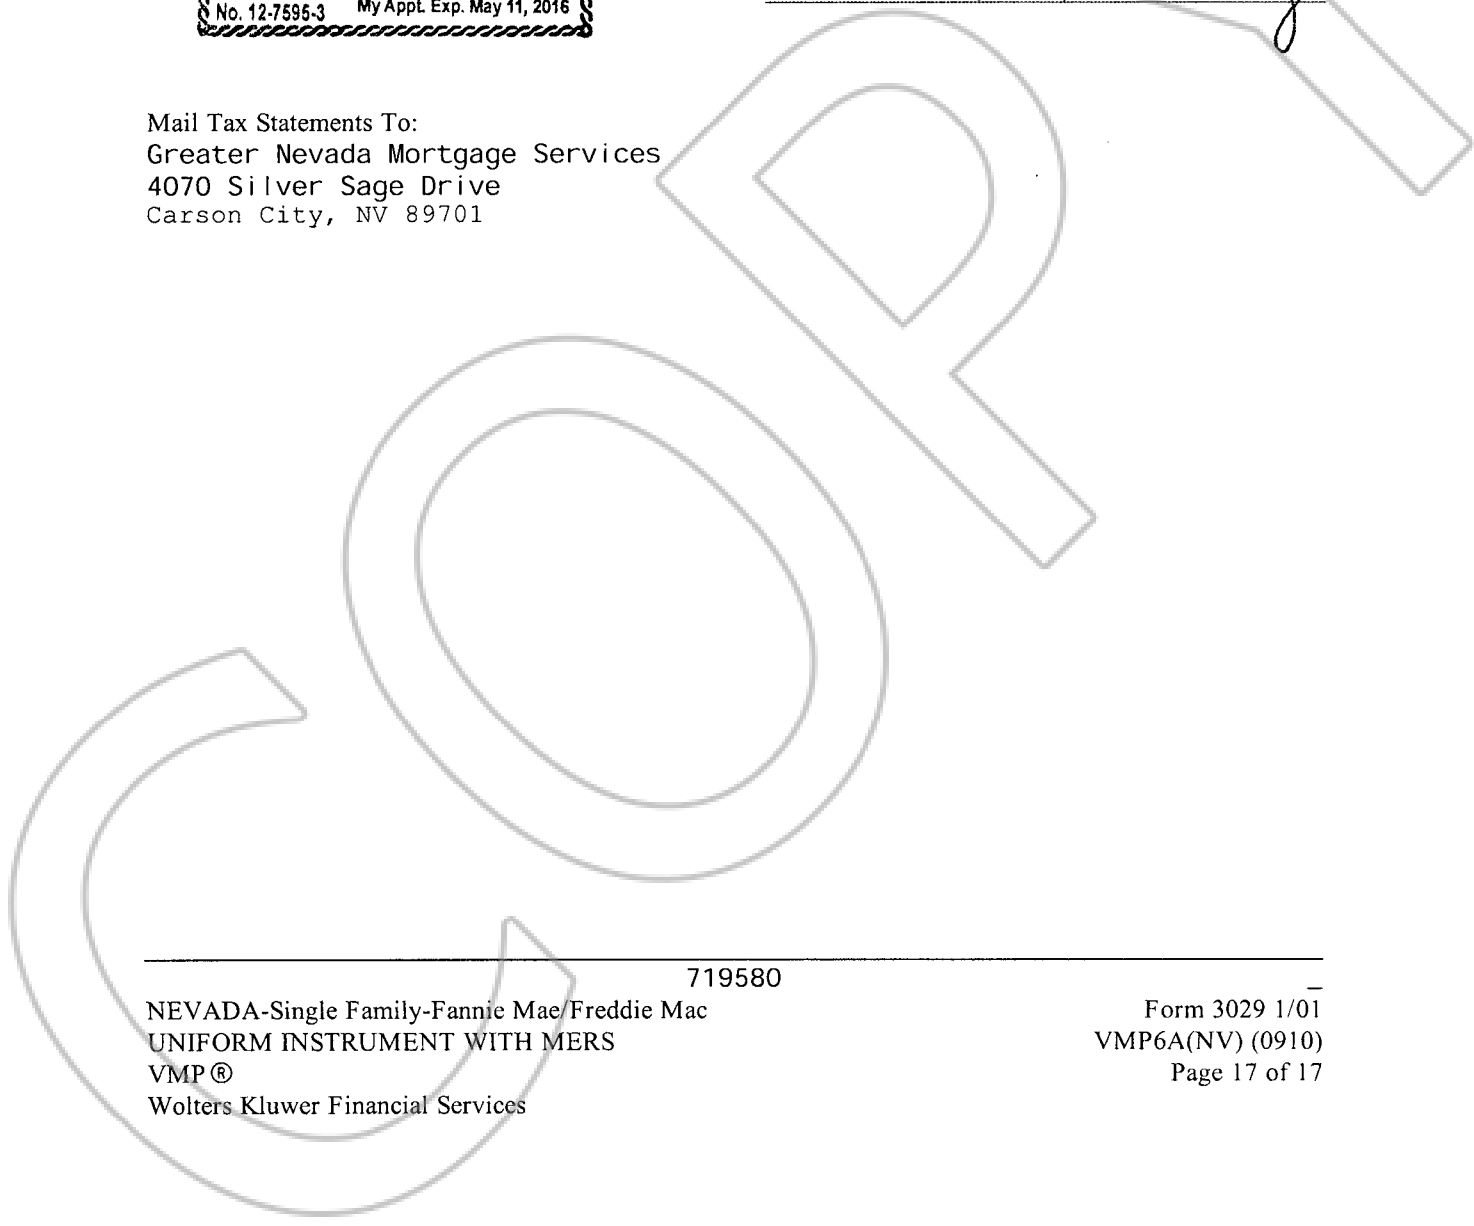 No. 12-7595-3 My Appt. Exp. May 11, 2016
Mail Tax Statements To:
Greater Nevada Mortgage Services
4070 Silver Sage Drive
Carson City, NV 89701
COPY
719580
NEVADA-Single Family-Fannie Mae/Freddie Mac
Form 3029 1/01
UNIFORM INSTRUMENT WITH MERS
VMP6A(NV) (0910)
VMP®
Page 17 of 17
Wolters Kluwer Financial Services